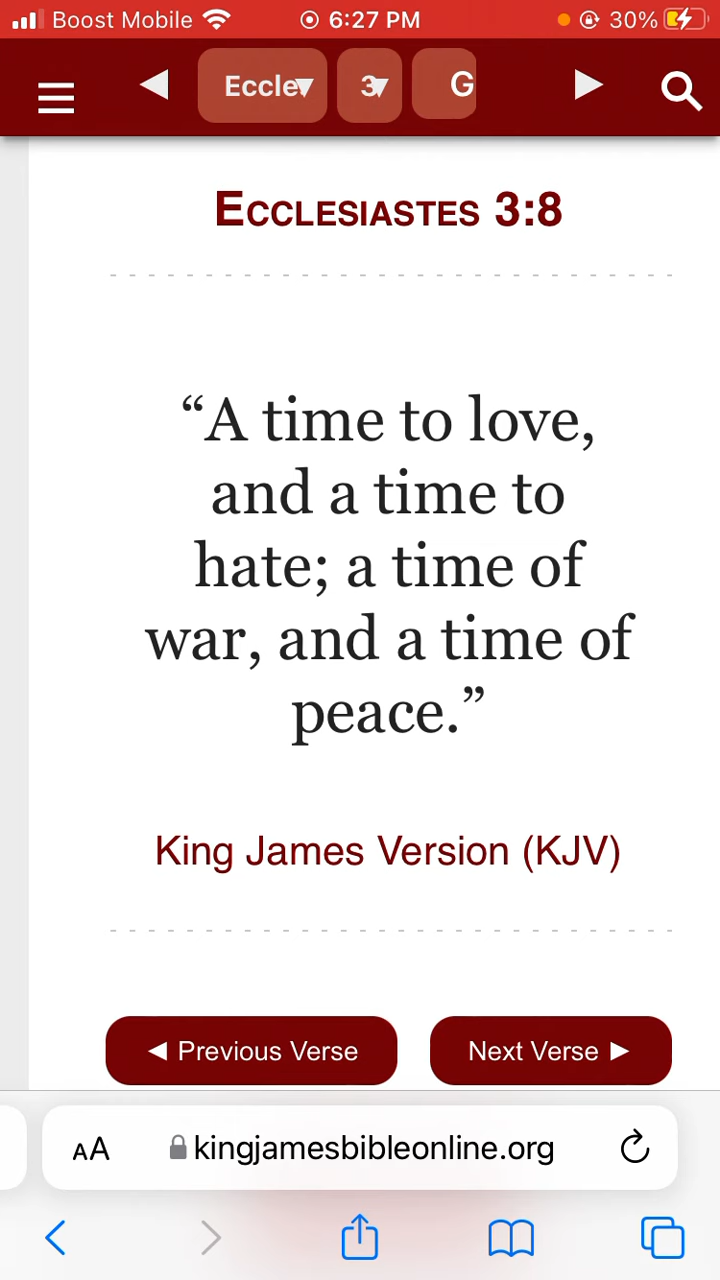 Boost Mobile 6:27 PM 30%
Eccle 3 G
Ecclesiastes 3:8
“A time to love,
and a time to
hate; a time of
war, and a time of
peace.”
King James Version (KJV)
Previous Verse Next Verse
AA kingjamesbibleonline.org